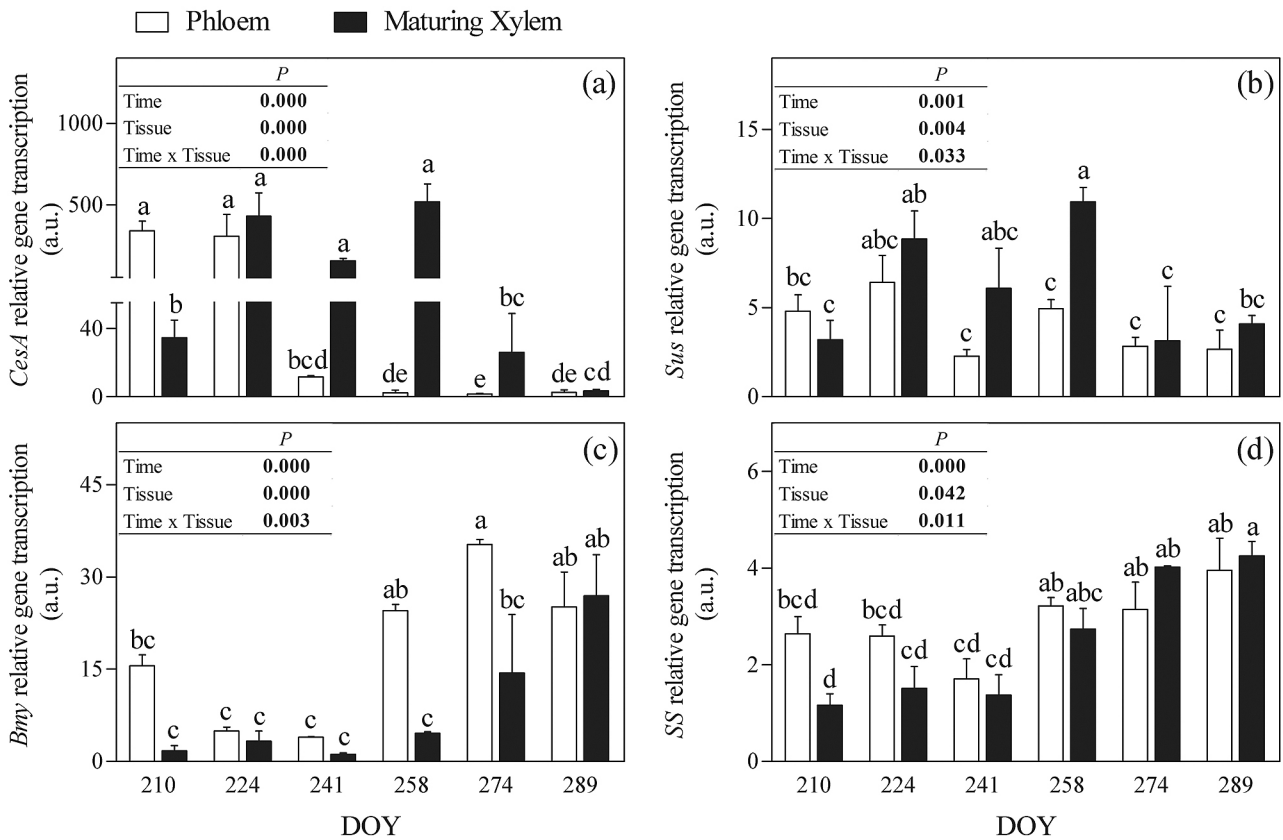 Phloem Maturing Xylem
CesA relative gene transcription
(a.u.)
1000
500
40
0
P
Time 0.000
Tissue 0.000
Time x Tissue 0.000
(a)
a b a a bcd a de a e bc de cd
Sus relative gene transcription
(a.u.)
15
10
5
0
P
Time 0.001
Tissue 0.004
Time x Tissue 0.033
(b)
bc c abc ab c abc c a c c c bc
Bmy relative gene transcription
(a.u.)
45
30
15
0
P
Time 0.000
Tissue 0.000
Time x Tissue 0.003
(c)
bc c c c c c ab c a bc ab ab
210 224 241 258 274 289
DOY
SS relative gene transcription
(a.u.)
6
4
2
0
P
Time 0.000
Tissue 0.042
Time x Tissue 0.011
(d)
bcd d bcd cd cd cd ab abc ab ab ab a
210 224 241 258 274 289
DOY